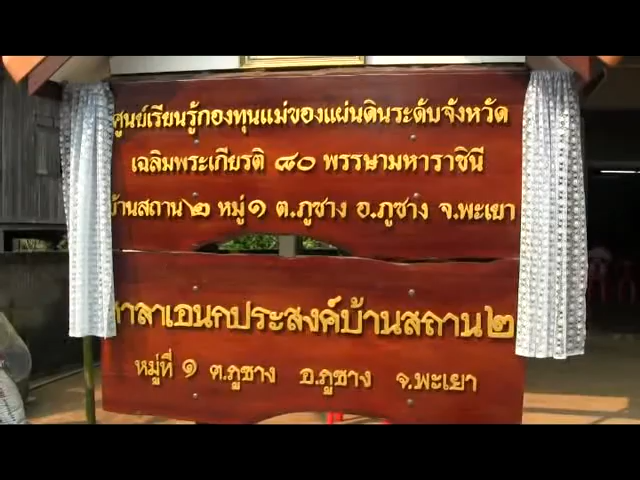 ศูนย์เรียนรู้กองทุนแม่ของแผ่นดินระดับจังหวัด
เฉลิมพระเกียรติ ๘๐ พรรษามหาราชินี
บ้านสถาน ๒ หมู่ ๑ ต.ภูซาง อ.ภูซาง จ.พะเยา
ศาลาเอนกประสงค์บ้านสถาน ๒
หมู่ที่ ๑ ต.ภูซาง อ.ภูซาง จ.พะเยา